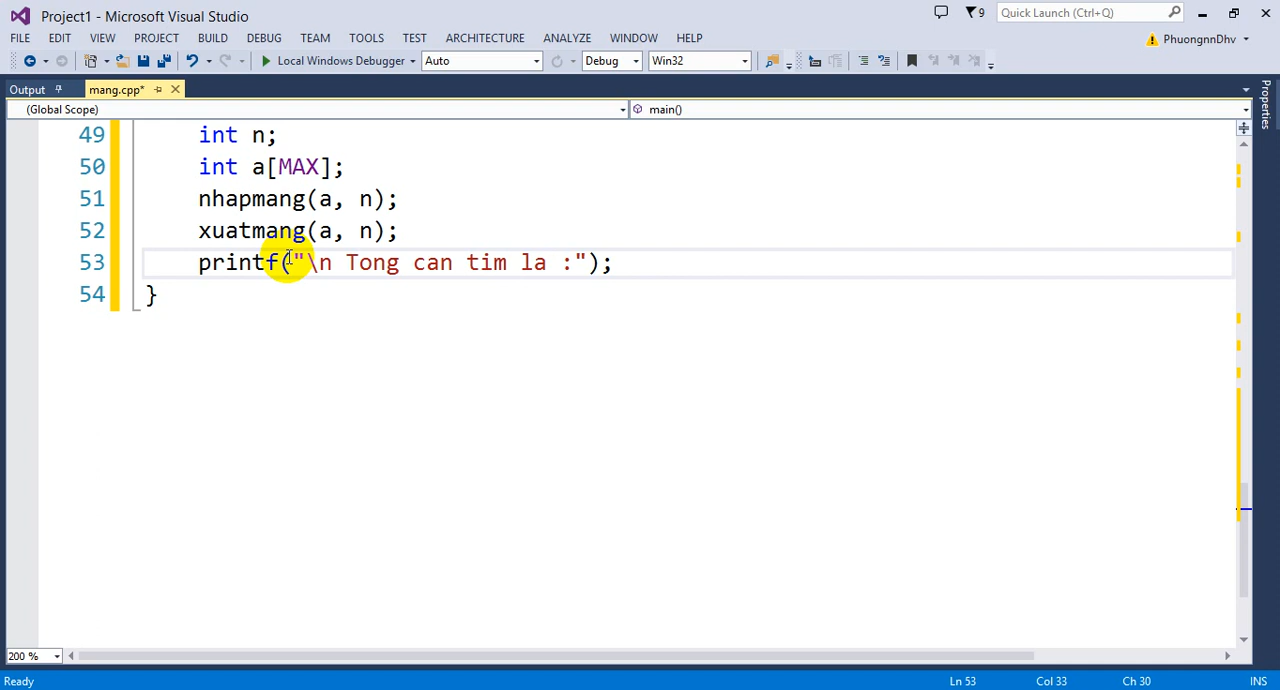 Project1 - Microsoft Visual Studio
9
Quick Launch (Ctrl+Q)
FILE EDIT VIEW PROJECT BUILD DEBUG TEAM TOOLS TEST ARCHITECTURE ANALYZE WINDOW HELP
PhuongnnDhv
Local Windows Debugger Auto Debug Win32
Output mang.cpp*
Properties
(Global Scope) main()
49 int n;
50 int a[MAX];
51 nhapmang(a, n);
52 xuatmang(a, n);
53 printf("\n Tong can tim la :");
54 }
200 %
Ready Ln 53 Col 33 Ch 30 INS